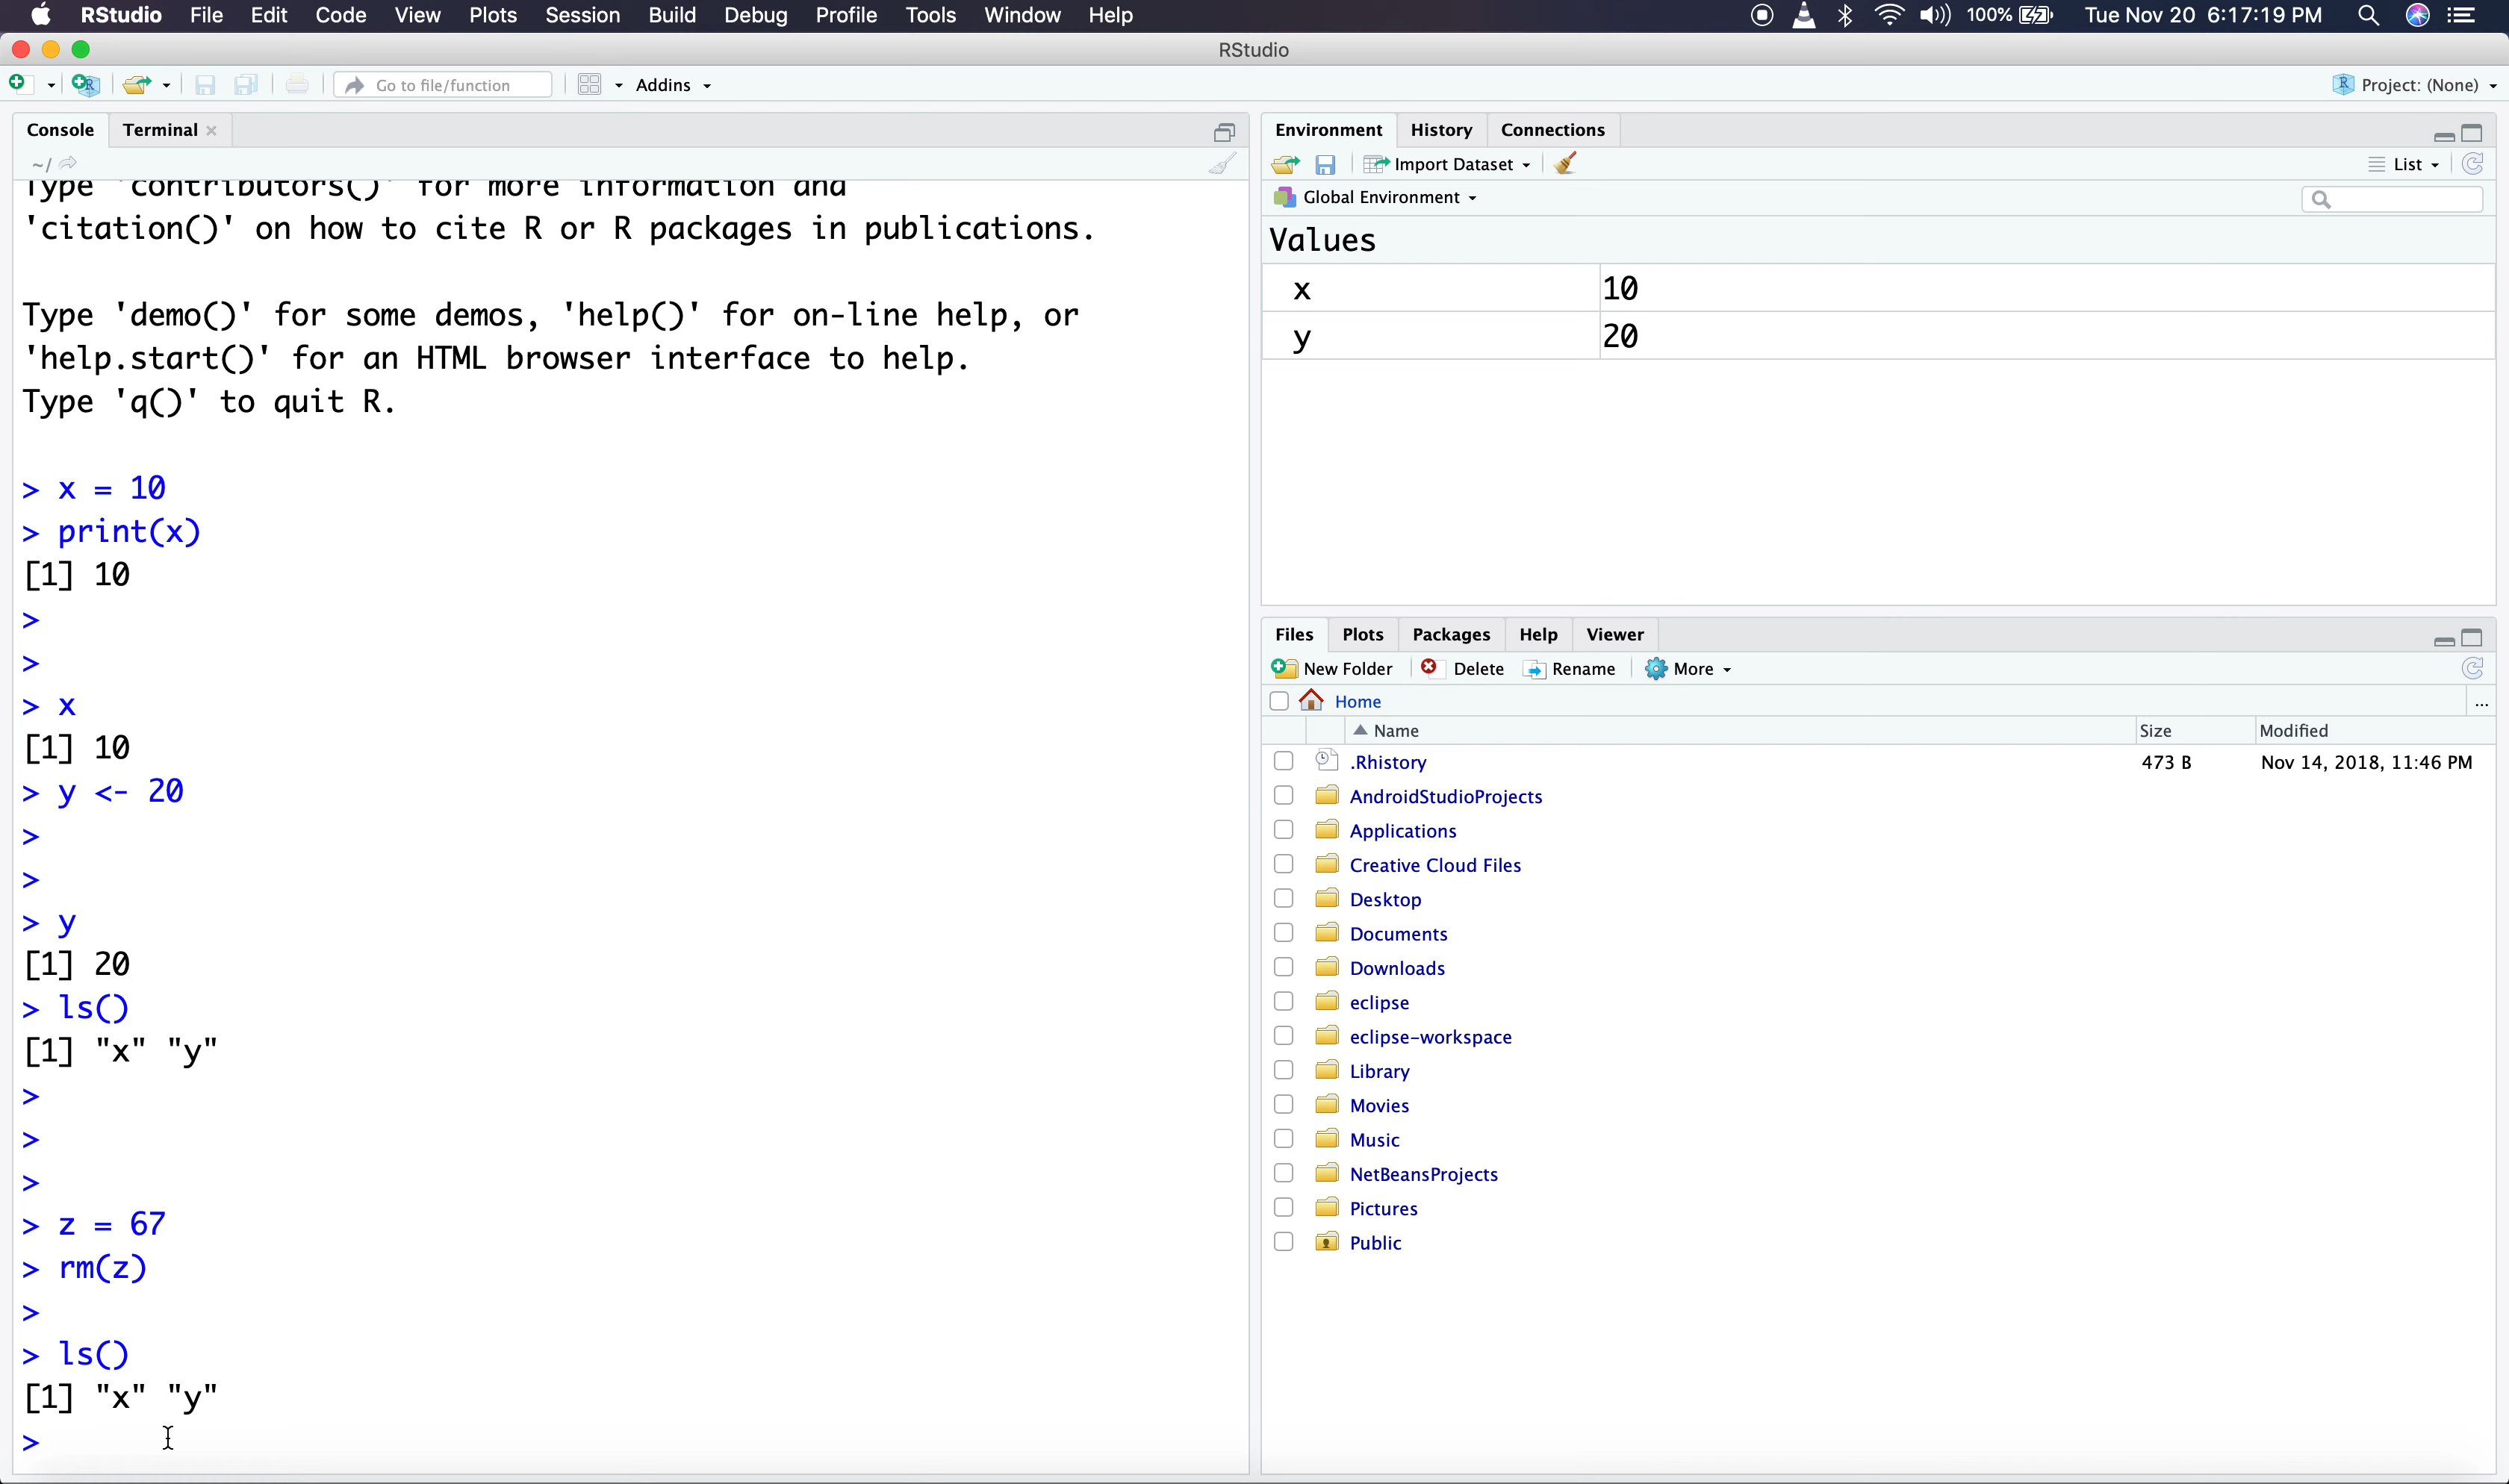 RStudio File Edit Code View Plots Session Build Debug Profile Tools Window Help 100% Tue Nov 20 6:17:19 PM
RStudio
Go to file/function Addins Project: (None)
Console Terminal
~/
Type 'contributors()' for more information and
'citation()' on how to cite R or R packages in publications.
Type 'demo()' for some demos, 'help()' for on-line help, or
'help.start()' for an HTML browser interface to help.
Type 'q()' to quit R.
> x = 10
> print(x)
[1] 10
>
>
> x
[1] 10
> y <- 20
>
>
> y
[1] 20
> ls()
[1] "x" "y"
>
>
>
> z = 67
> rm(z)
>
> ls()
[1] "x" "y"
>
Environment History Connections
Import Dataset List
Global Environment
Values
x 10
y 20
Files Plots Packages Help Viewer
New Folder Delete Rename More
Home ...
Name Size Modified
.Rhistory 473 B Nov 14, 2018, 11:46 PM
AndroidStudioProjects
Applications
Creative Cloud Files
Desktop
Documents
Downloads
eclipse
eclipse-workspace
Library
Movies
Music
NetBeansProjects
Pictures
Public